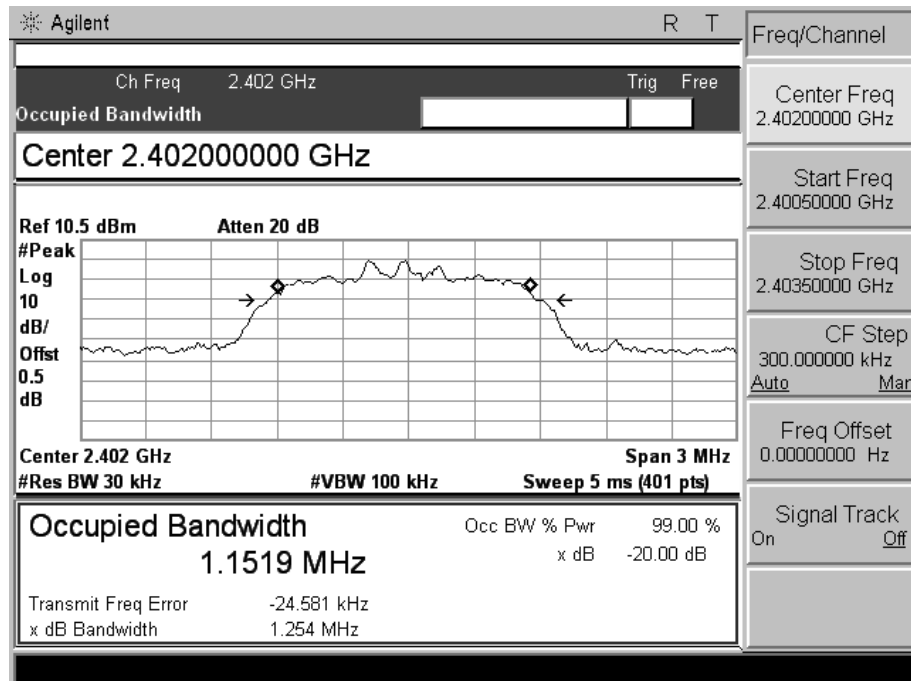 Agilent
R T
Ch Freq 2.402 GHz
Trig Free
Occupied Bandwidth
Center 2.402000000 GHz
Ref 10.5 dBm
Atten 20 dB
#Peak
Log
10
dB/
Offst
0.5
dB
Center 2.402 GHz
Span 3 MHz
#Res BW 30 kHz
#VBW 100 kHz
Sweep 5 ms (401 pts)
Occupied Bandwidth
1.1519 MHz
Occ BW % Pwr 99.00 %
x dB -20.00 dB
Transmit Freq Error -24.581 kHz
x dB Bandwidth 1.254 MHz
Freq/Channel
Center Freq
2.40200000 GHz
Start Freq
2.40050000 GHz
Stop Freq
2.40350000 GHz
CF Step
300.000000 kHz
Auto Mar
Freq Offset
0.00000000 Hz
Signal Track
On Off